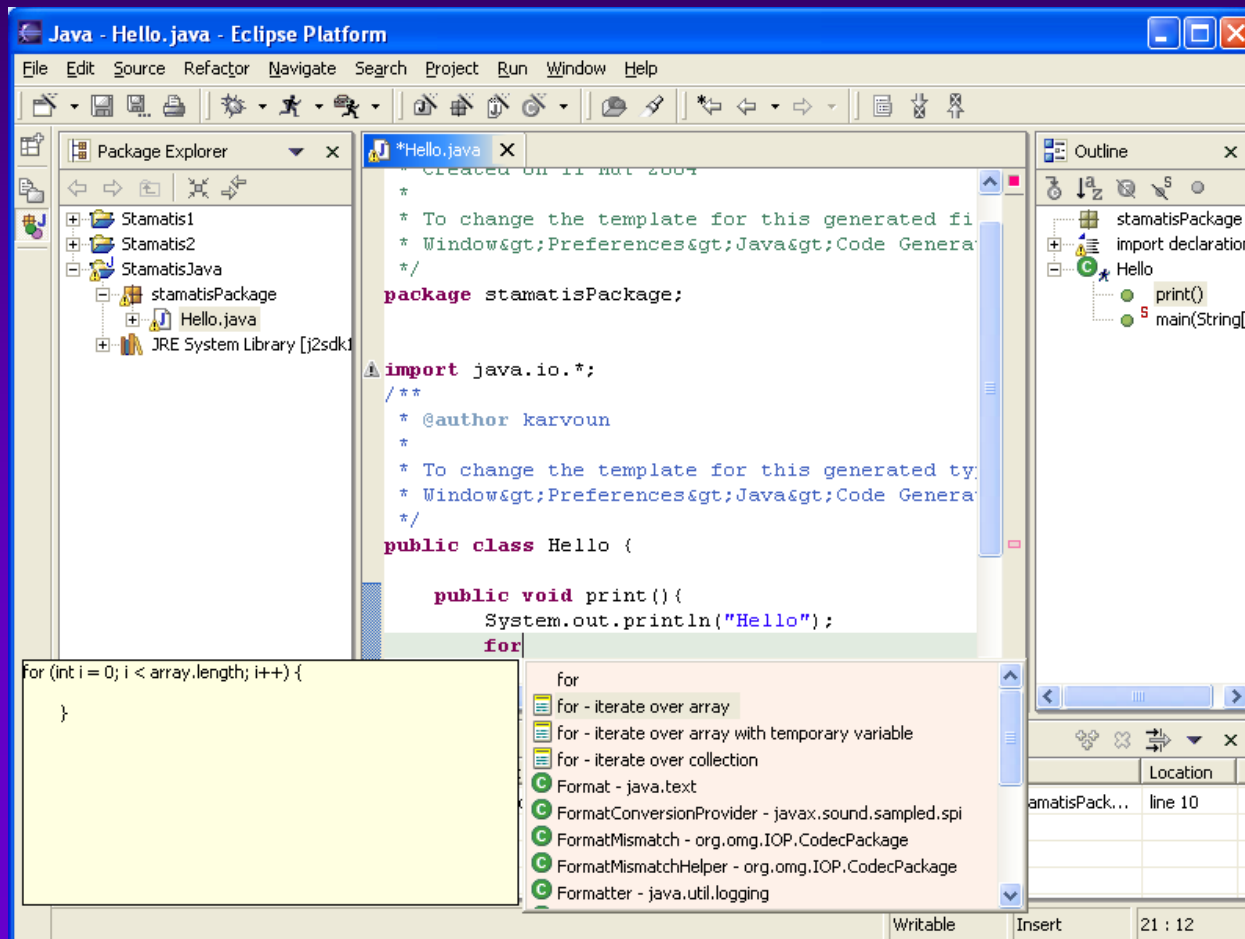 Java - Hello.java - Eclipse Platform
File Edit Source Refactor Navigate Search Project Run Window Help
Package Explorer
Stamatis1
Stamatis2
StamatisJava
stamatisPackage
Hello.java
JRE System Library [j2sdk1
*Hello.java
* Created on 11
2004
*
* To change the template for this generated fi
* Window&gt;Preferences&gt;Java&gt;Code Genera
*/
package stamatisPackage;
import java.io.*;
/**
* @author karvoun
*
* To change the template for this generated ty
* Window&gt;Preferences&gt;Java&gt;Code Genera
*/
public class Hello {
public void print(){
System.out.println("Hello");
for
Outline
stamatisPackage
import declaration
Hello
print()
main(String[
for (int i = 0; i < array.length; i++) {
}
for
for - iterate over array
for - iterate over array with temporary variable
for - iterate over collection
Format - java.text
FormatConversionProvider - javax.sound.sampled.spi
FormatMismatch - org.omg.IOP.CodecPackage
FormatMismatchHelper - org.omg.IOP.CodecPackage
Formatter - java.util.logging
Location
amatisPack... line 10
Writable Insert 21 : 12